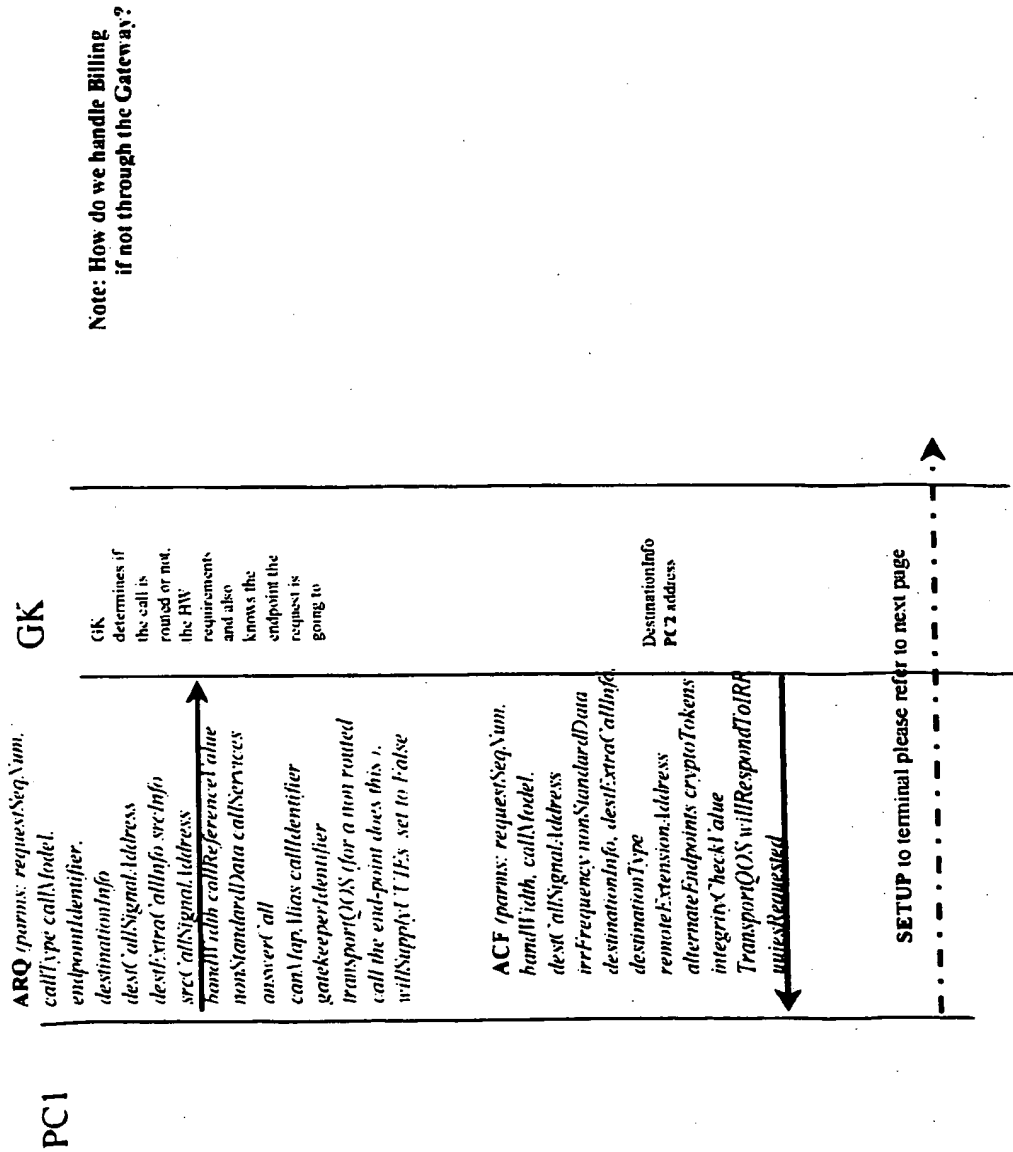 PC1
GK
Note: How do we handle Billing
if not through the Gateway?
ARQ (parms: requestSeqNum,
callType callModel,
endpointIdentifier,
destinationInfo
destCallSignalAddress
destExtraCallInfo srcInfo
srcCallSignalAddress
bandWidth callReferenceValue
nonStandardData callServices
answerCall
canMapAlias callIdentifier
gatekeeperIdentifier
transportQOS (for a non routed
call the end-point does this ),
willSupplyUUIEs set to False
GK
determines if
the call is
routed or not,
the BW
requirements
and also
knows the
endpoint the
request is
going to
ACF (parms: requestSeqNum,
bandWidth, callModel,
destCallSignalAddress
irrFrequency nonStandardData
destinationInfo, destExtraCallInfo,
destinationType
remoteExtensionAddress
alternateEndpoints cryptoTokens
integrityCheckValue
TransportQOS willRespondToIRR
uuiesRequested
DestinationInfo
PC2 address
SETUP to terminal please refer to next page